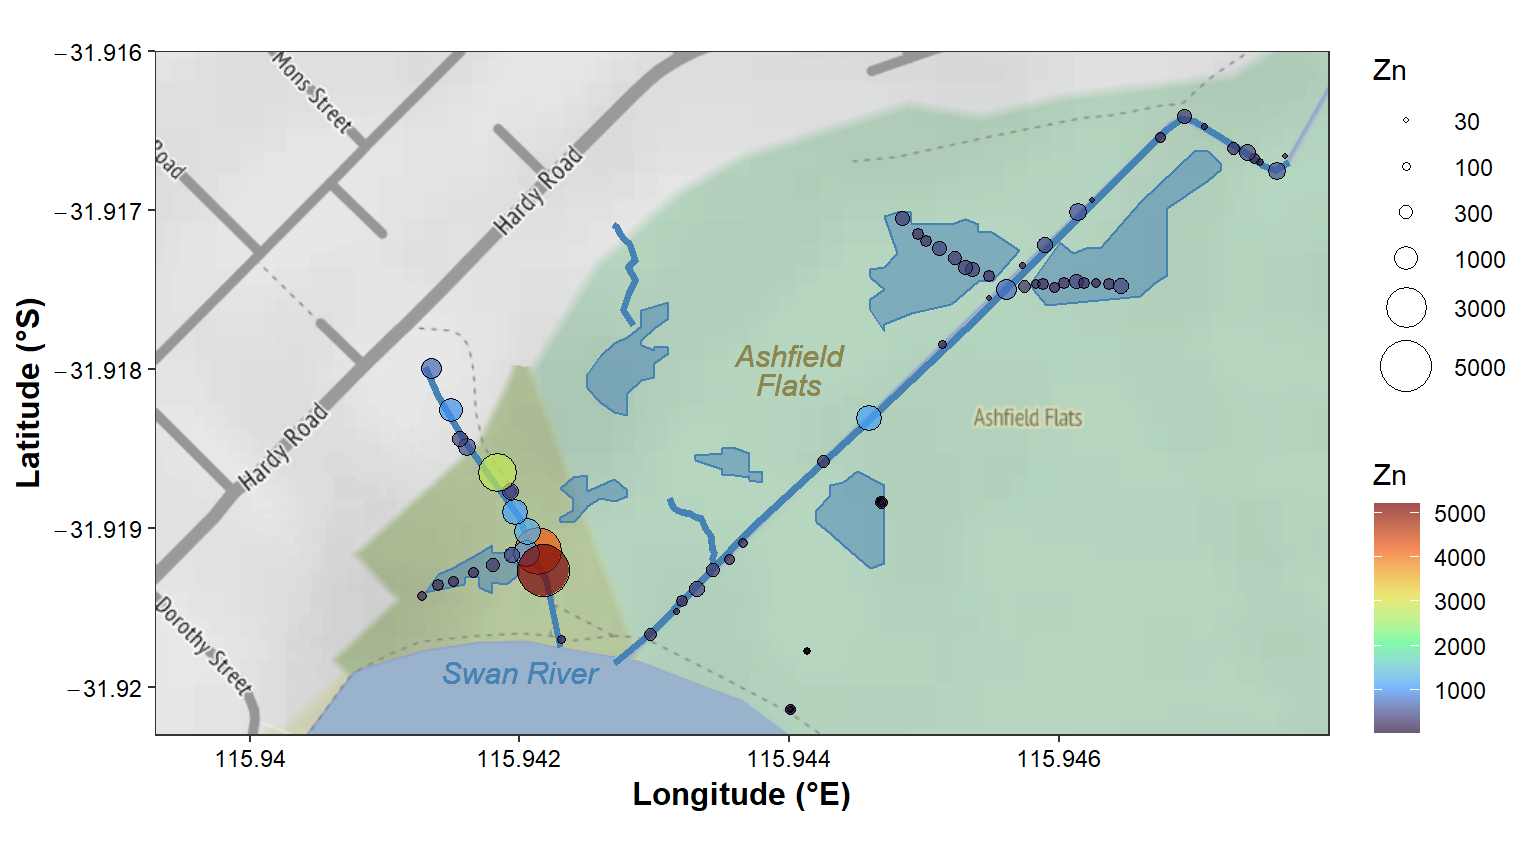 −31.916
−31.917
−31.918
−31.919
−31.92
Latitude (°S)
115.94
115.942
115.944
115.946
Longitude (°E)
Mons Street
Road
Hardy Road
Hardy Road
Dorothy Street
Ashfield
Flats
Ashfield Flats
Swan River
Zn
30
100
300
1000
3000
5000
Zn
5000
4000
3000
2000
1000